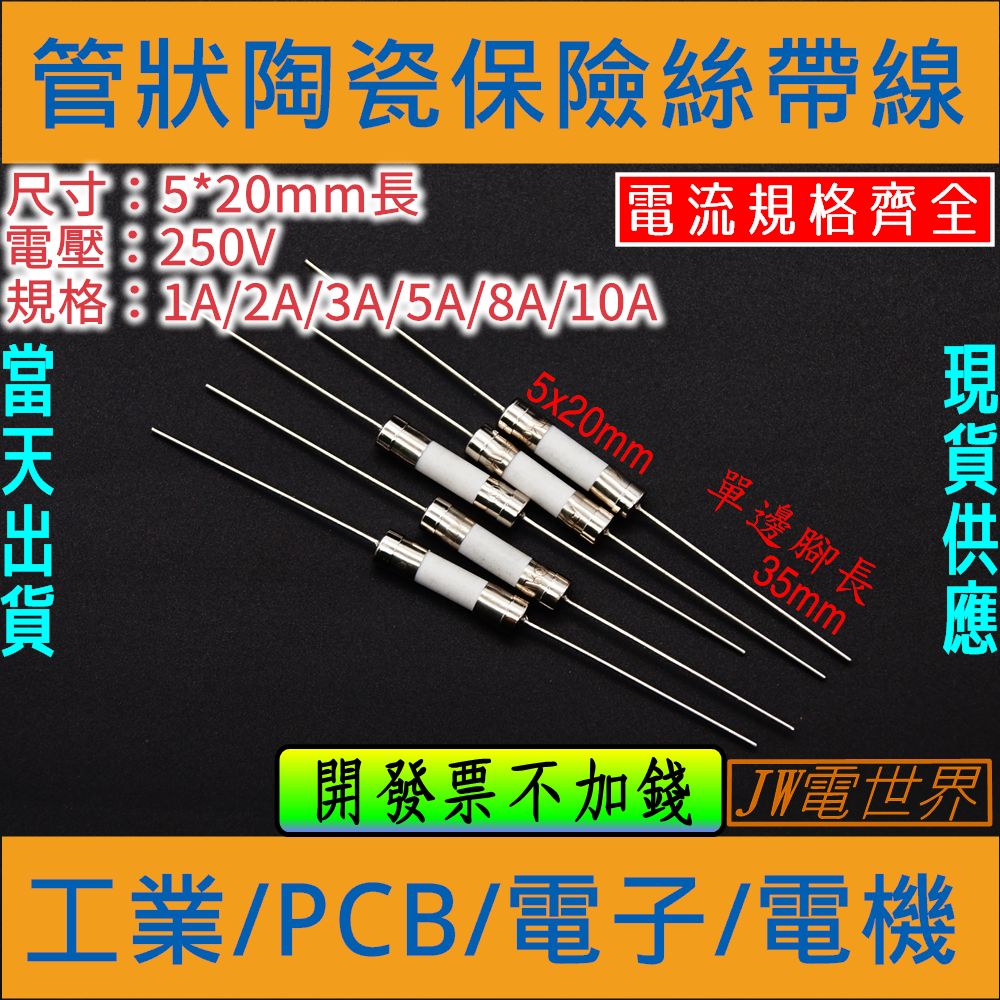 管狀陶瓷保險絲帶線
尺寸：5*20mm長
電壓：250V
規格：1A/2A/3A/5A/8A/10A
電流規格齊全
當天出貨
現貨供應
5x20mm
單邊腳長
35mm
開發票不加錢
JW電世界
工業/PCB/電子/電機